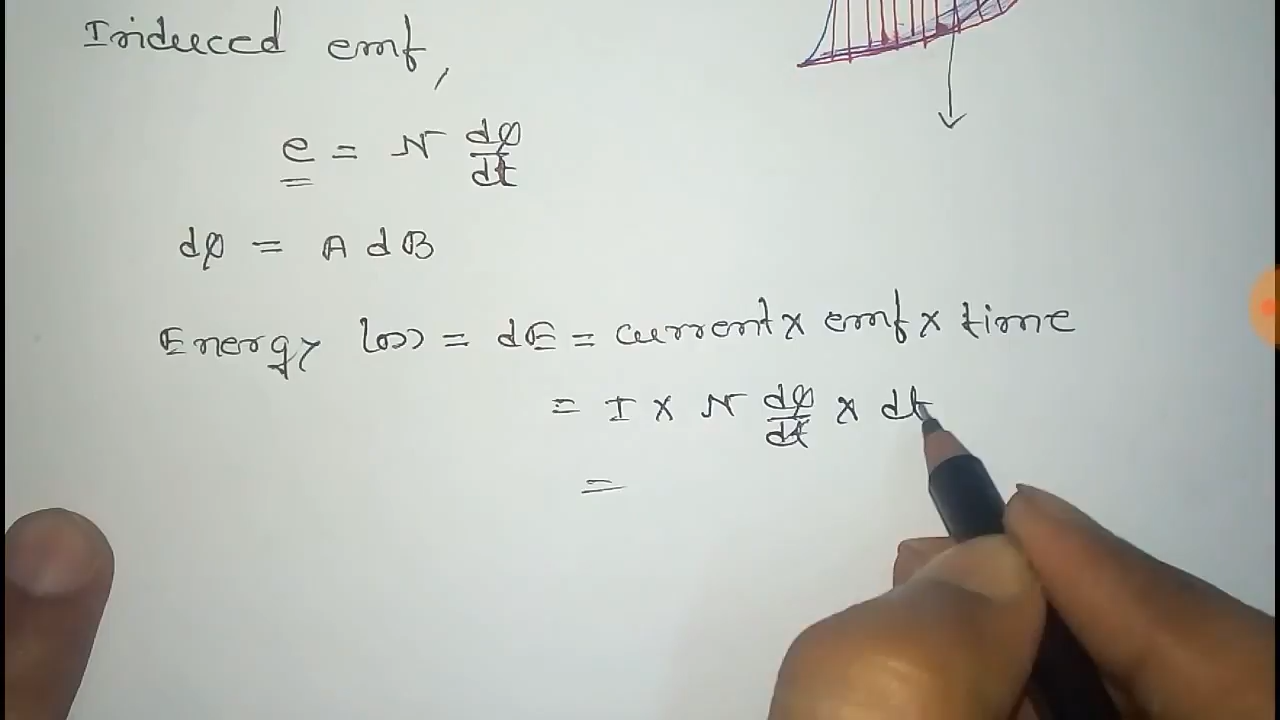 Induced emf,
e = N dφ/dt
dφ = A dB
Energy loss = dE = current x emf x time
= I x N dφ/dt x dt
=